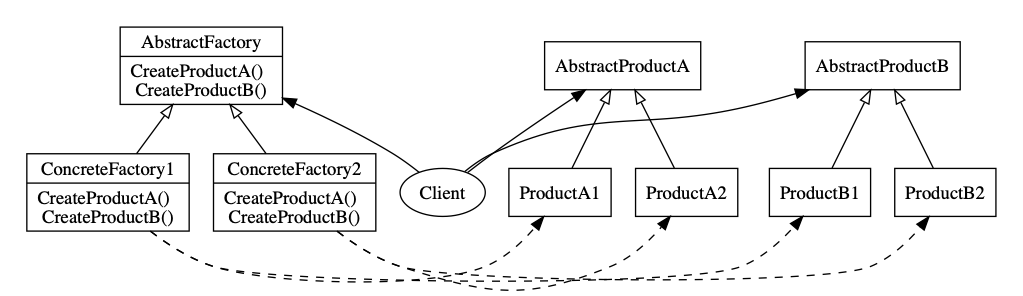 AbstractFactory
CreateProductA()
CreateProductB()
AbstractProductA
AbstractProductB
ConcreteFactory1
CreateProductA()
CreateProductB()
ConcreteFactory2
CreateProductA()
CreateProductB()
Client
ProductA1
ProductA2
ProductB1
ProductB2